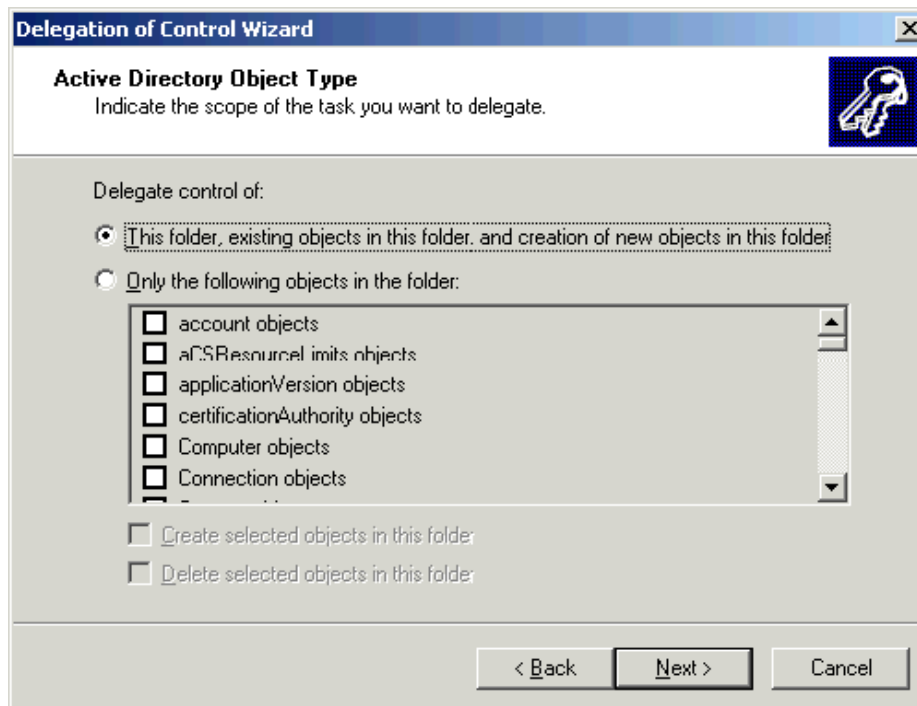 Delegation of Control Wizard
Active Directory Object Type
Indicate the scope of the task you want to delegate.
Delegate control of:
This folder, existing objects in this folder, and creation of new objects in this folder
Only the following objects in the folder:
account objects
aCSResourceLimits objects
applicationVersion objects
certificationAuthority objects
Computer objects
Connection objects
Create selected objects in this folder
Delete selected objects in this folder
< Back
Next >
Cancel